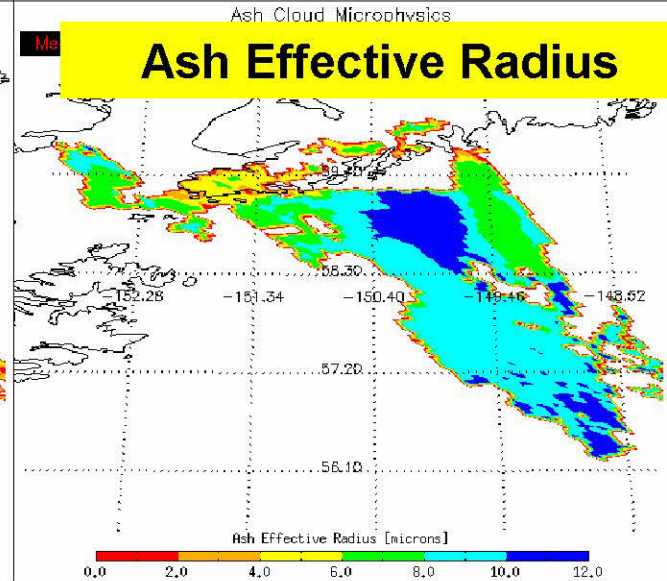 Ash Cloud Microphysics
Me
Ash Effective Radius
58.30
-152.28 -151.34 -150.40 -149.46 -148.52
57.20
56.10
Ash Effective Radius [microns]
0.0 2.0 4.0 6.0 8.0 10.0 12.0